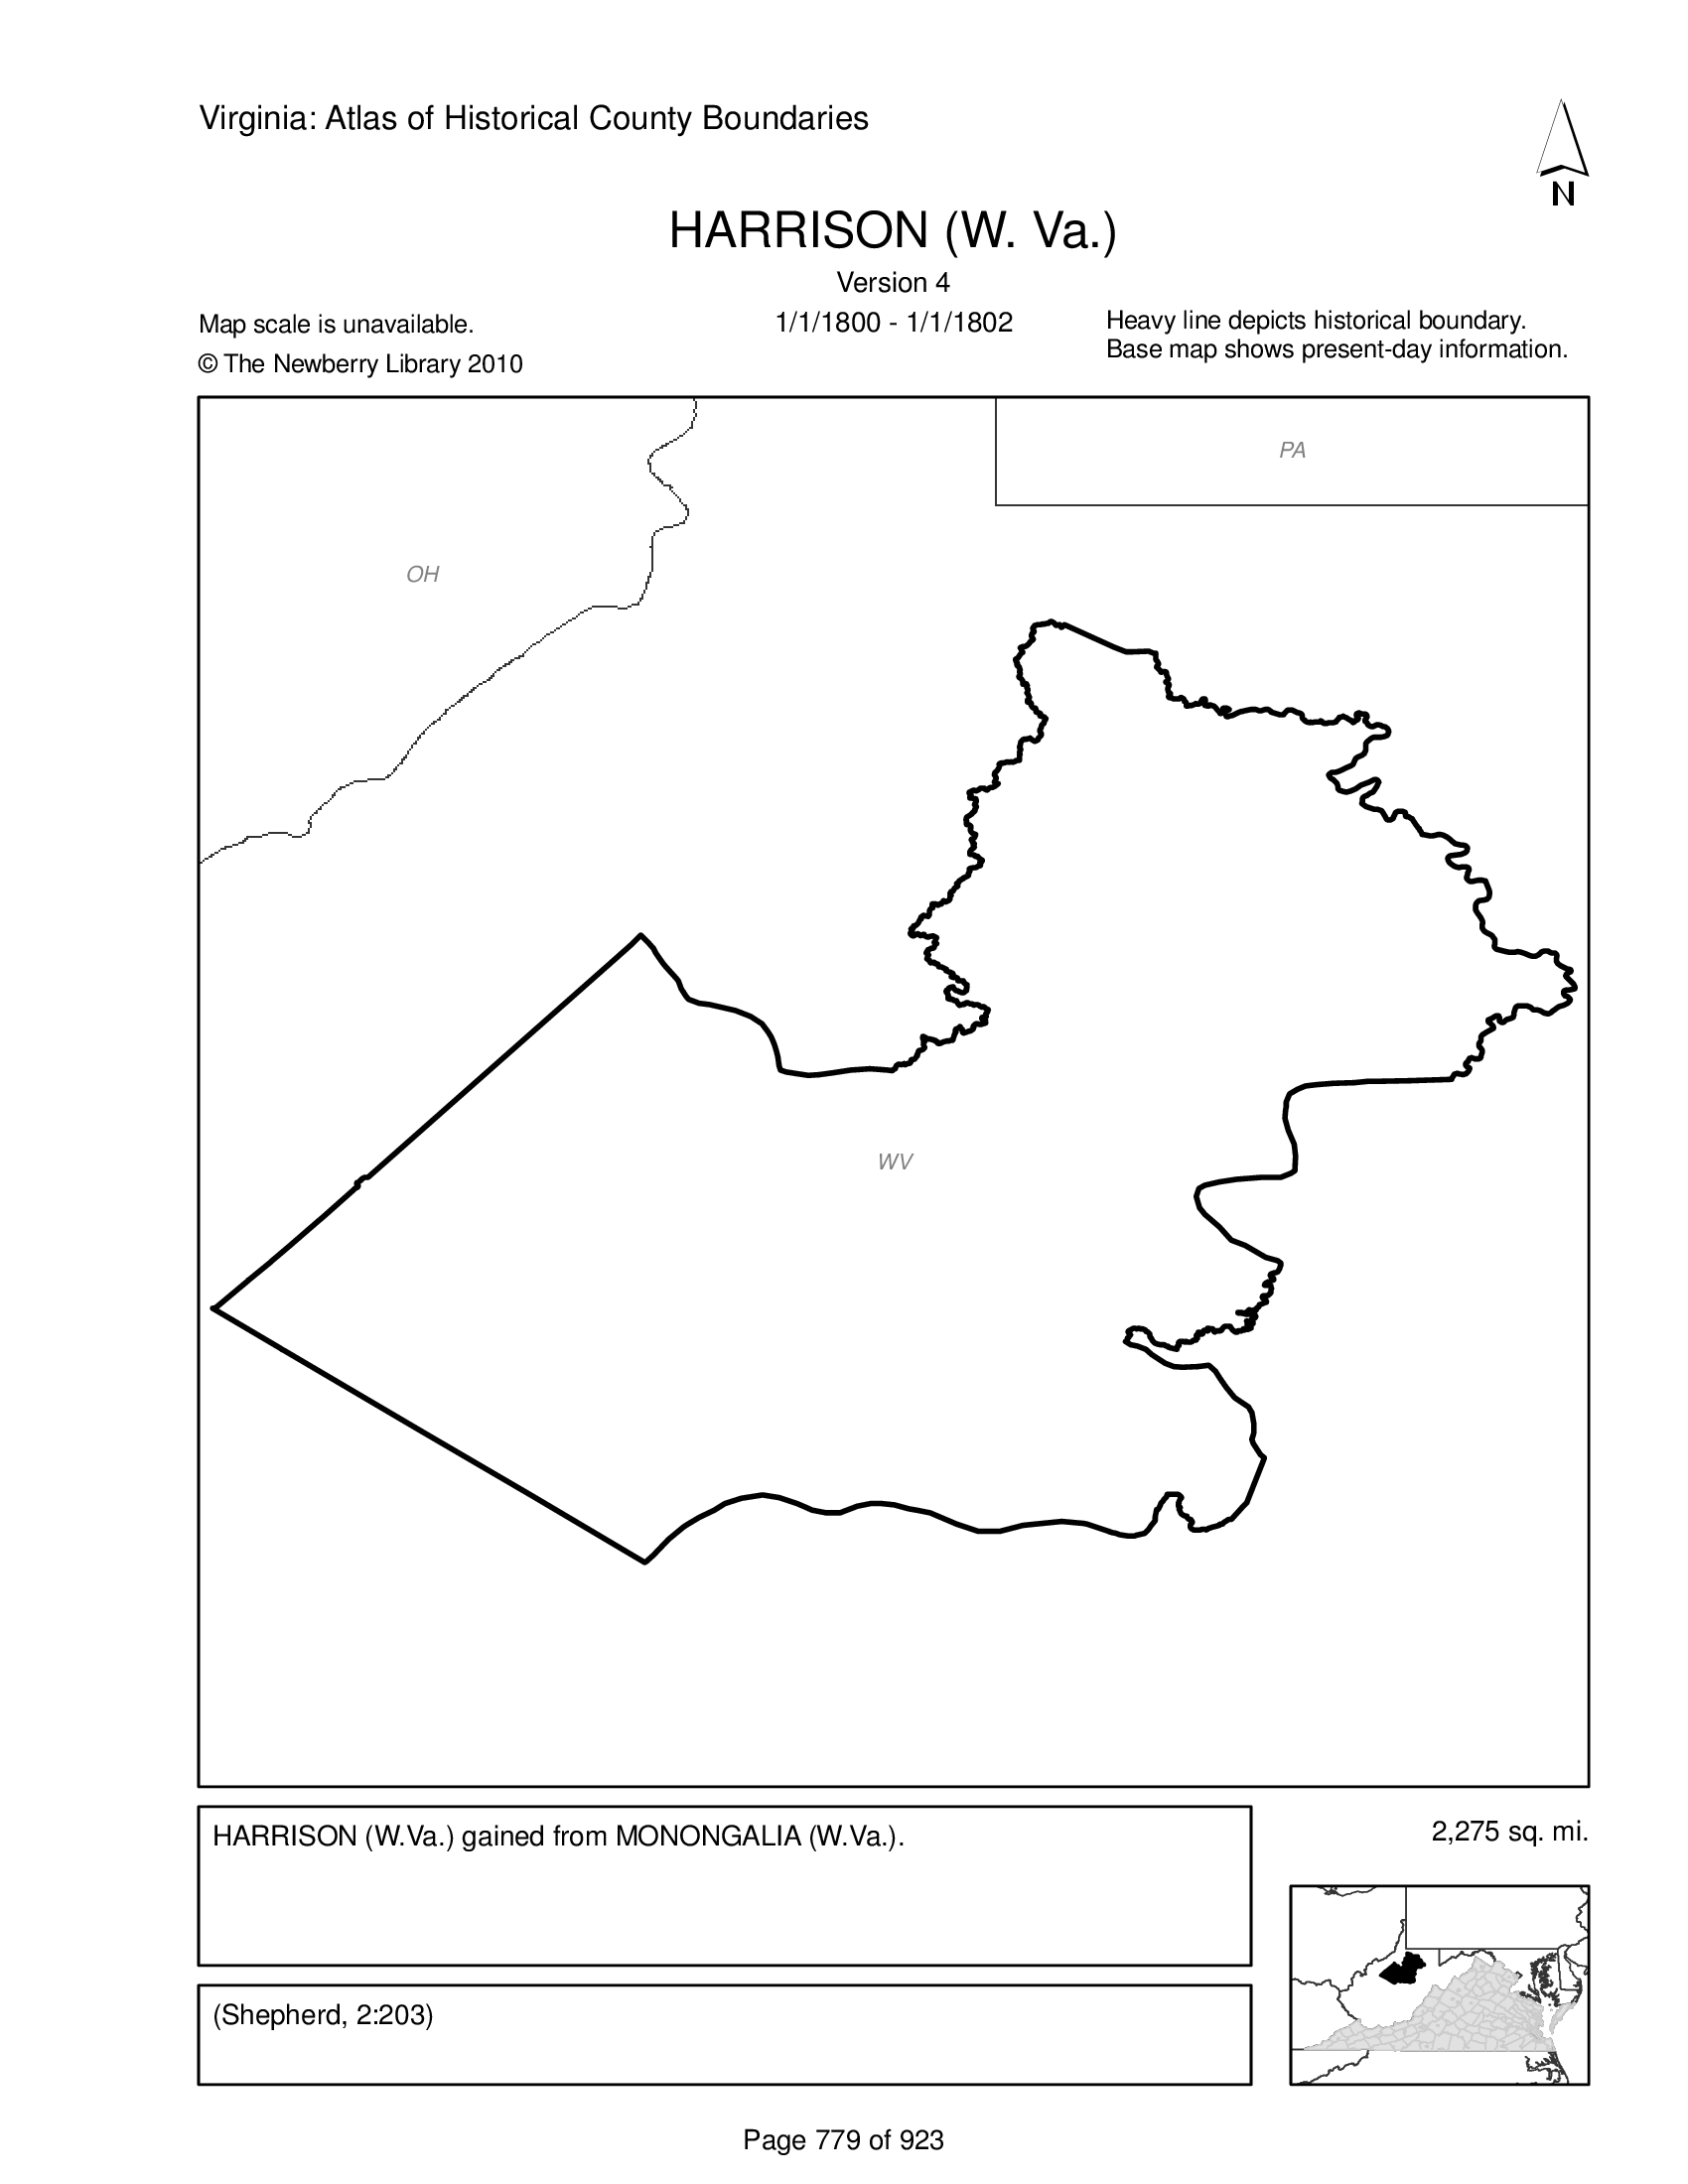 Virginia: Atlas of Historical County Boundaries
N
HARRISON (W. Va.)
Version 4
Map scale is unavailable.
1/1/1800 - 1/1/1802
Heavy line depicts historical boundary.
Base map shows present-day information.
© The Newberry Library 2010
PA
OH
WV
HARRISON (W.Va.) gained from MONONGALIA (W.Va.).
2,275 sq. mi.
(Shepherd, 2:203)
Page 779 of 923